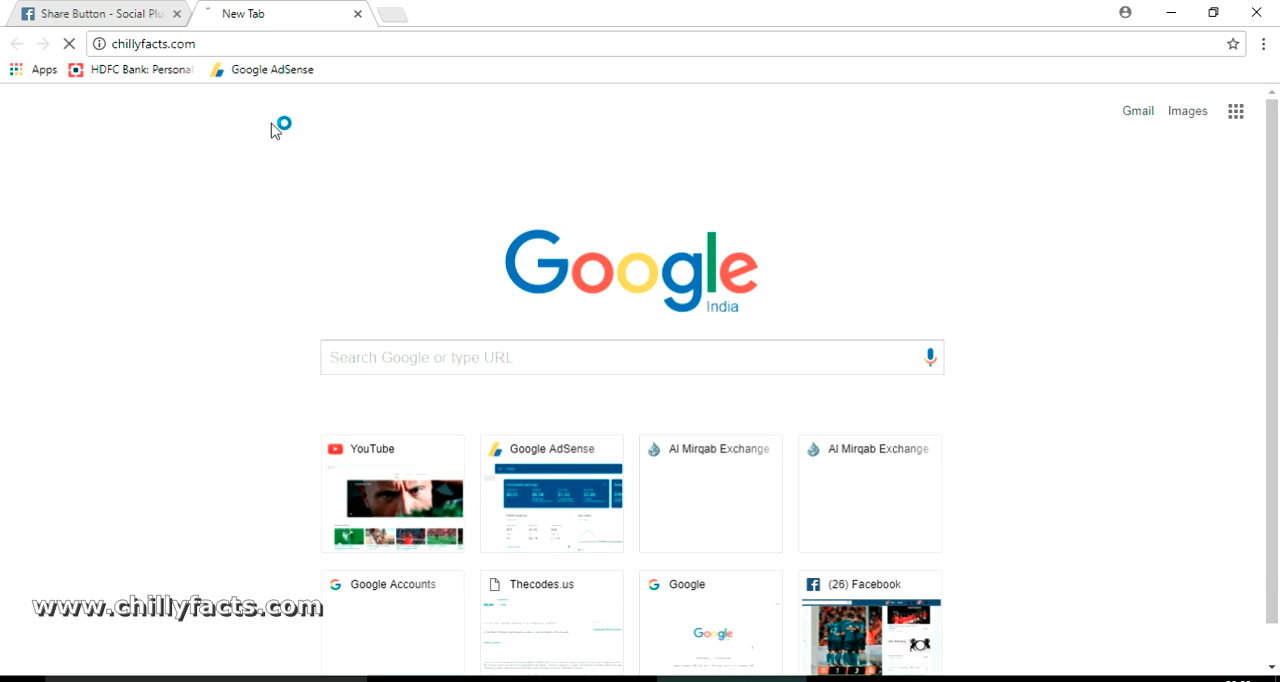 Share Button - Social Plu
New Tab
chillyfacts.com
Apps
HDFC Bank: Personal
Google AdSense
Gmail
Images
Google
India
Search Google or type URL
YouTube
Google AdSense
Al Mirqab Exchange
Al Mirqab Exchange
Google Accounts
Thecodes.us
Google
(26) Facebook
Google
www.chillyfacts.com